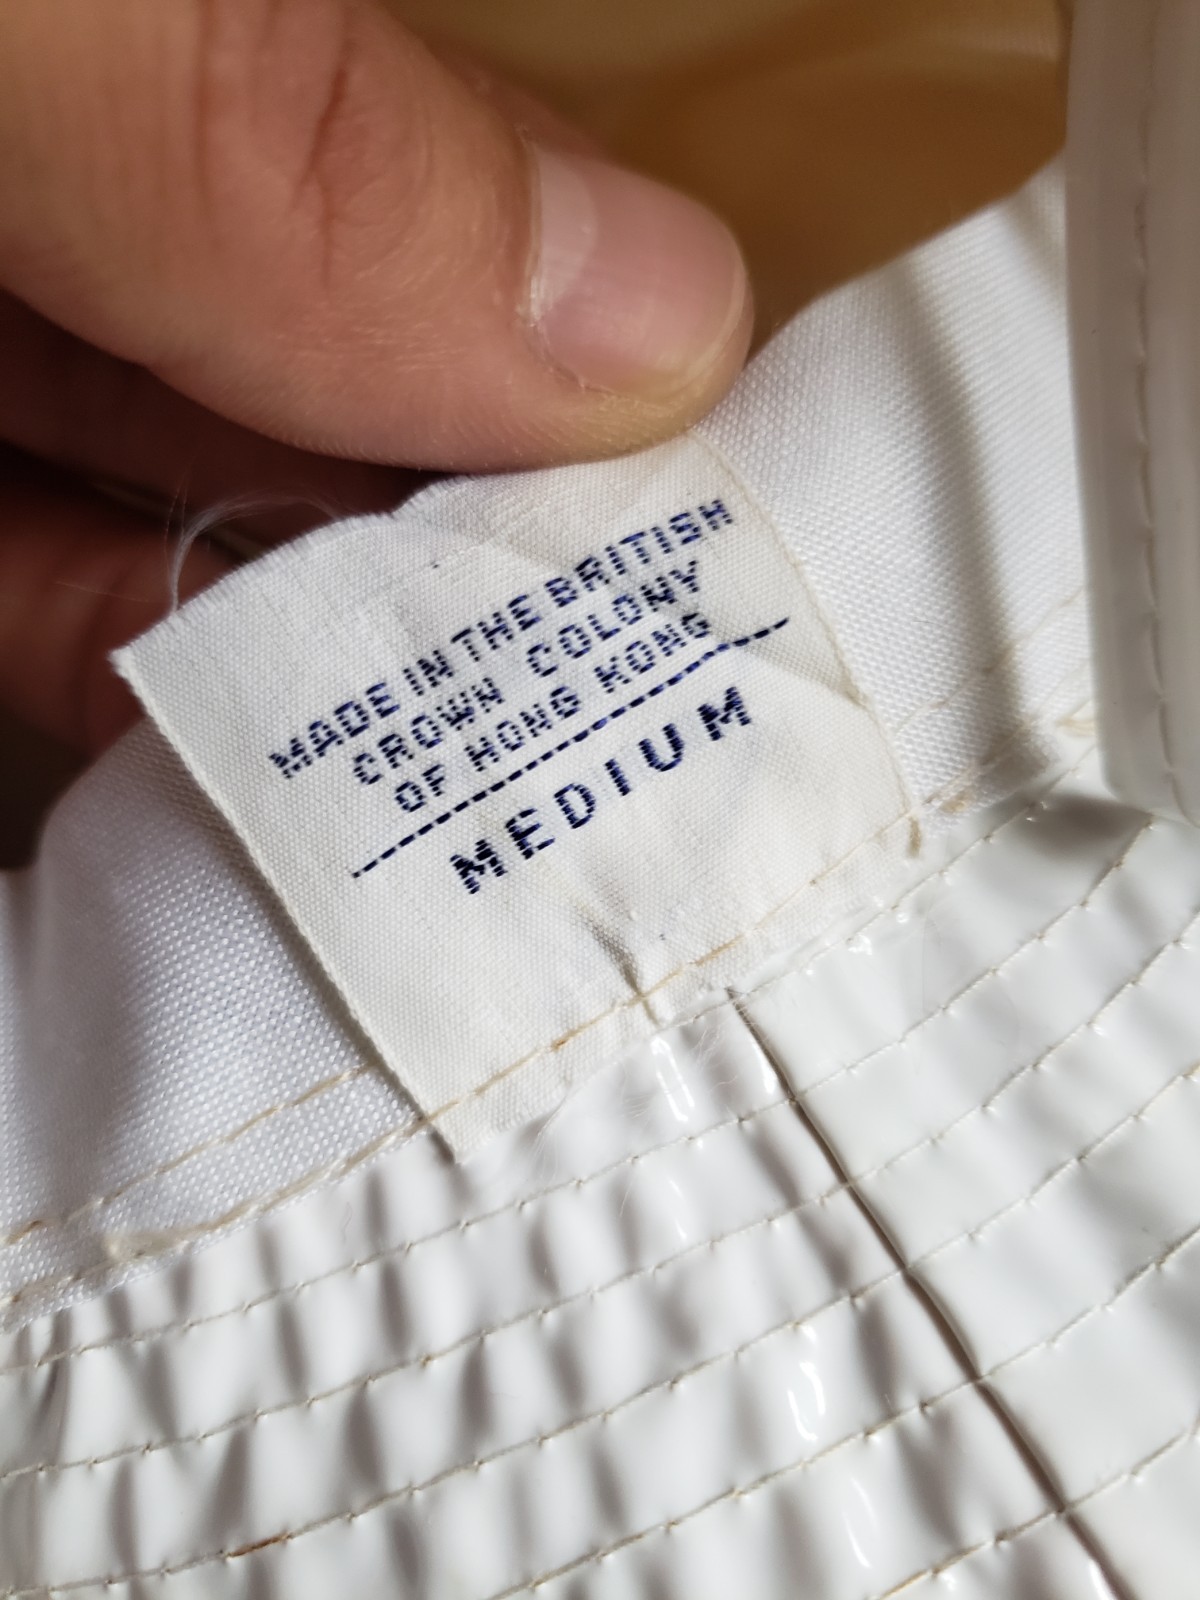 MADE IN THE BRITISH
CROWN COLONY
OF HONG KONG
MEDIUM